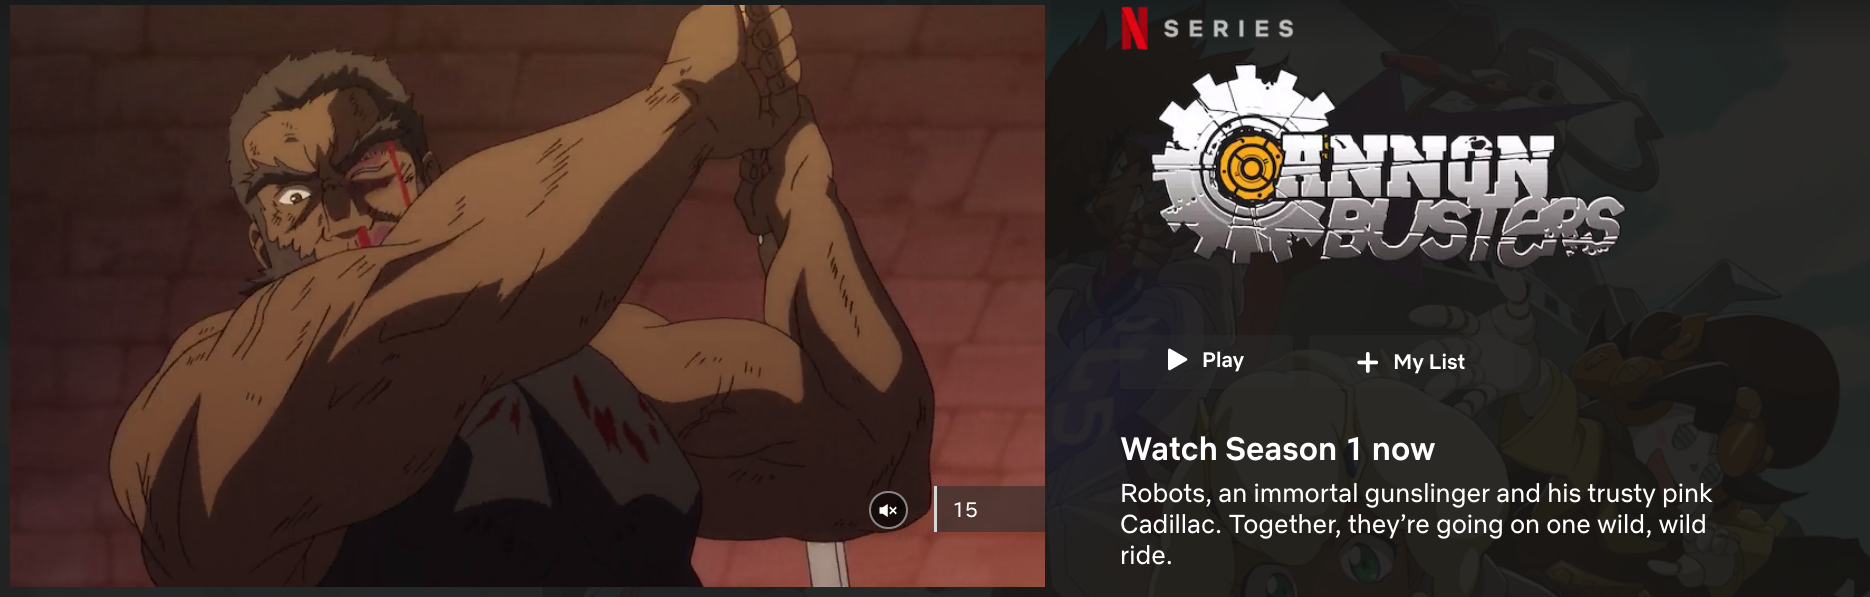 N SERIES
CANNON
BUSTERS
Play
My List
15
Watch Season 1 now
Robots, an immortal gunslinger and his trusty pink
Cadillac. Together, they’re going on one wild, wild
ride.